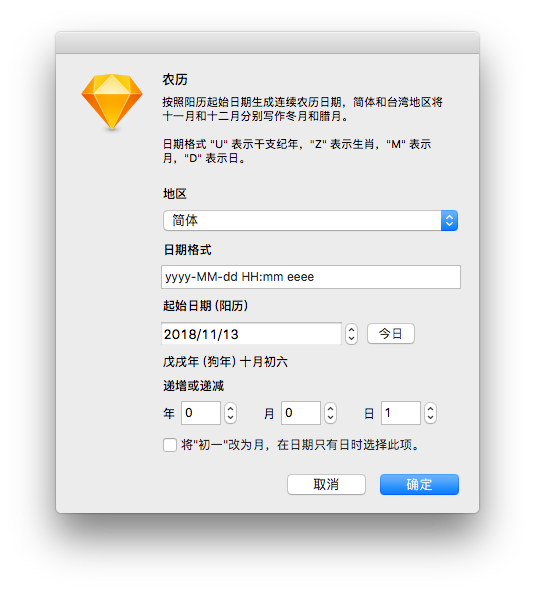 农历
按照阳历起始日期生成连续农历日期，简体和台湾地区将
十一月和十二月分别写作冬月和腊月。
日期格式 "U" 表示干支纪年，"Z" 表示生肖，"M" 表示
月，"D" 表示日。
地区
简体
日期格式
yyyy-MM-dd HH:mm eeee
起始日期 (阳历)
2018/11/13 今日
戊戌年 (狗年) 十月初六
递增或递减
年 0 月 0 日 1
将"初一"改为月，在日期只有日时选择此项。
取消 确定